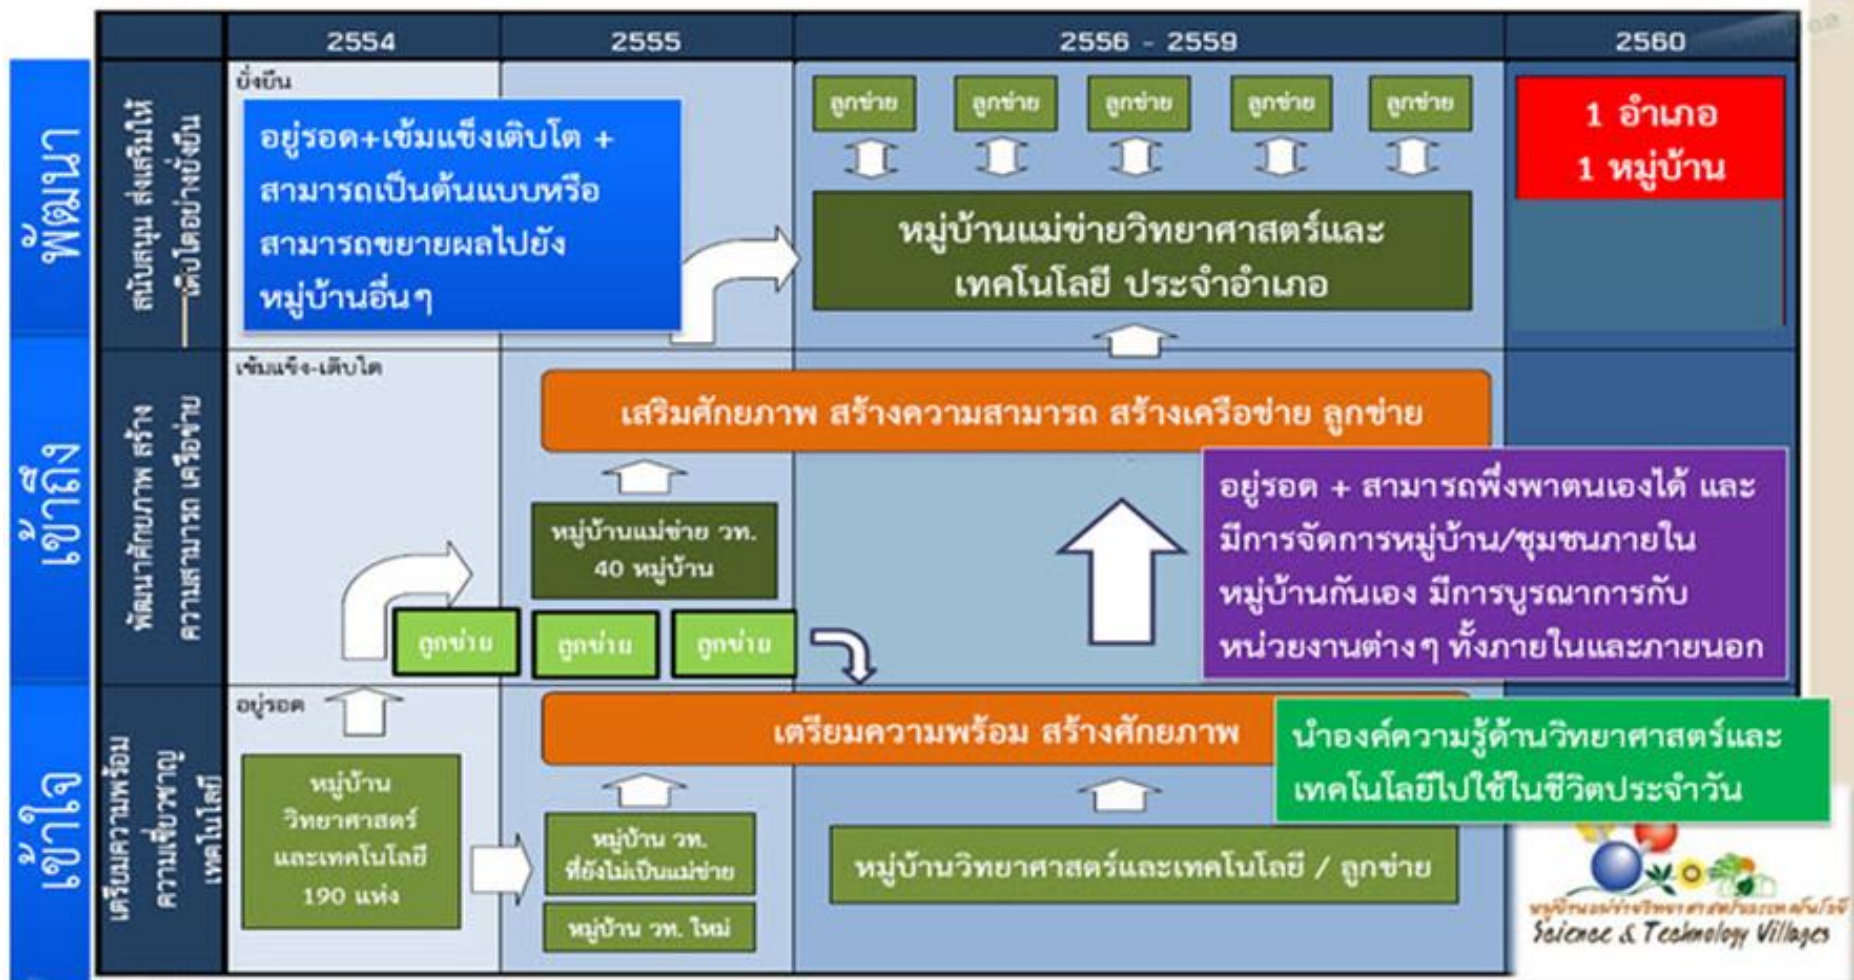 2554
2555
2556 - 2559
2560
พัฒนา
สนับสนุน ส่งเสริมให้
เติบโตอย่างยั่งยืน
ยั่งยืน
อยู่รอด+เข้มแข็งเติบโต +
สามารถเป็นต้นแบบหรือ
สามารถขยายผลไปยัง
หมู่บ้านอื่นๆ
ลูกข่าย
ลูกข่าย
ลูกข่าย
ลูกข่าย
ลูกข่าย
หมู่บ้านแม่ข่ายวิทยาศาสตร์และ
เทคโนโลยี ประจำอำเภอ
1 อำเภอ
1 หมู่บ้าน
เข้าถึง
พัฒนาศักยภาพ สร้าง
ความสามารถ เครือข่าย
เข้มแข็ง-เติบโต
เสริมศักยภาพ สร้างความสามารถ สร้างเครือข่าย ลูกข่าย
หมู่บ้านแม่ข่าย วท.
40 หมู่บ้าน
ลูกข่าย
ลูกข่าย
ลูกข่าย
อยู่รอด + สามารถพึ่งพาตนเองได้ และ
มีการจัดการหมู่บ้าน/ชุมชนภายใน
หมู่บ้านกันเอง มีการบูรณาการกับ
หน่วยงานต่างๆ ทั้งภายในและภายนอก
เข้าใจ
เตรียมความพร้อม
ความเชี่ยวชาญ
เทคโนโลยี
อยู่รอด
หมู่บ้าน
วิทยาศาสตร์
และเทคโนโลยี
190 แห่ง
เตรียมความพร้อม สร้างศักยภาพ
หมู่บ้าน วท.
ที่ยังไม่เป็นแม่ข่าย
หมู่บ้าน วท. ใหม่
หมู่บ้านวิทยาศาสตร์และเทคโนโลยี / ลูกข่าย
นำองค์ความรู้ด้านวิทยาศาสตร์และ
เทคโนโลยีไปใช้ในชีวิตประจำวัน
หมู่บ้านแม่ข่ายวิทยาศาสตร์และเทคโนโลยี
Science & Technology Villages